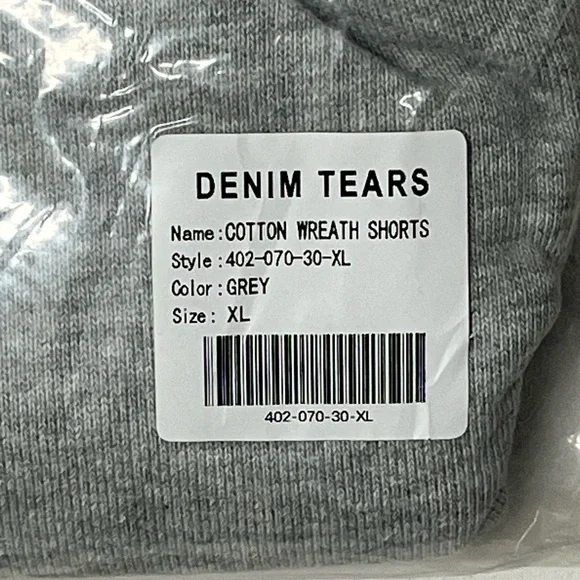 DENIM TEARS
Name:COTTON WREATH SHORTS
Style:402-070-30-XL
Color:GREY
Size: XL
402-070-30-XL